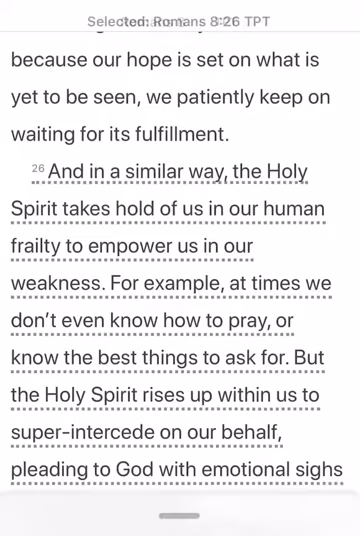 Selected: Romans 8:26 TPT
because our hope is set on what is
yet to be seen, we patiently keep on
waiting for its fulfillment.
26 And in a similar way, the Holy
Spirit takes hold of us in our human
frailty to empower us in our
weakness. For example, at times we
don’t even know how to pray, or
know the best things to ask for. But
the Holy Spirit rises up within us to
super-intercede on our behalf,
pleading to God with emotional sighs